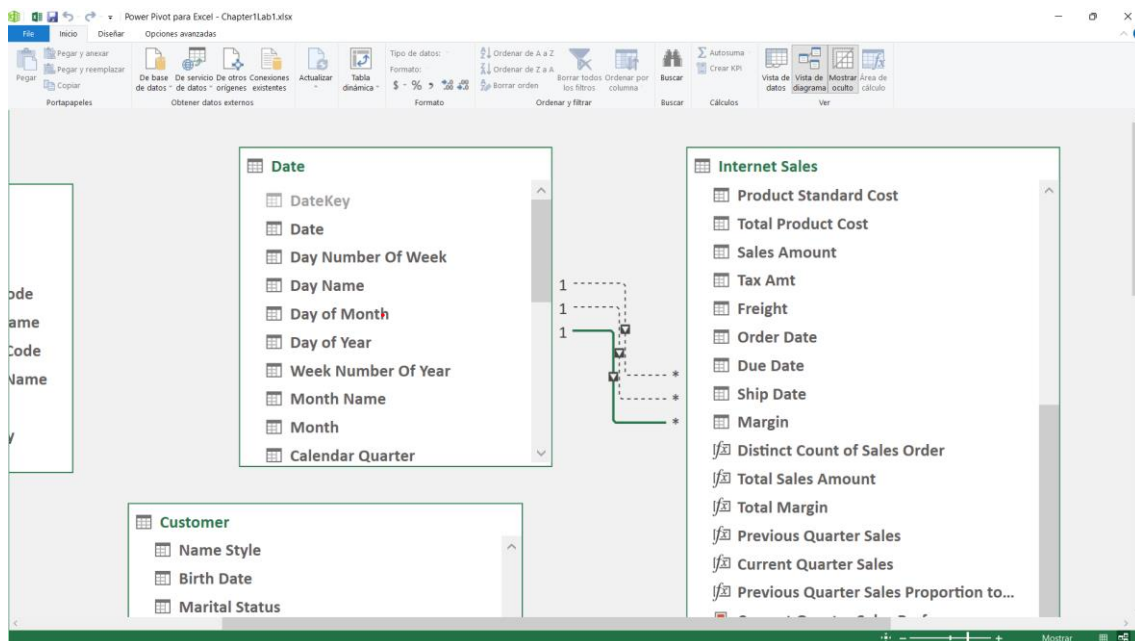 Power Pivot para Excel - Chapter1Lab1.xlsx
File Inicio Diseñar Opciones avanzadas
Pegar
Pegar y anexar
Pegar y reemplazar
Copiar
Portapapeles
De base de datos
De servicio de datos
De otros orígenes
Conexiones existentes
Obtener datos externos
Actualizar
Tabla dinámica
Tipo de datos:
Formato:
$ - % ,
Formato
Ordenar de A a Z
Ordenar de Z a A
Borrar orden
Borrar todos los filtros
Ordenar por columna
Ordenar y filtrar
Buscar
Buscar
Autosuma
Crear KPI
Cálculos
Vista de datos
Vista de diagrama
Mostrar oculto
Área de cálculo
Ver
ode
ame
Code
Name
y
Date
DateKey
Date
Day Number Of Week
Day Name
Day of Month
Day of Year
Week Number Of Year
Month Name
Month
Calendar Quarter
1
1
1
*
*
*
Internet Sales
Product Standard Cost
Total Product Cost
Sales Amount
Tax Amt
Freight
Order Date
Due Date
Ship Date
Margin
Distinct Count of Sales Order
Total Sales Amount
Total Margin
Previous Quarter Sales
Current Quarter Sales
Previous Quarter Sales Proportion to...
Customer
Name Style
Birth Date
Marital Status
Mostrar